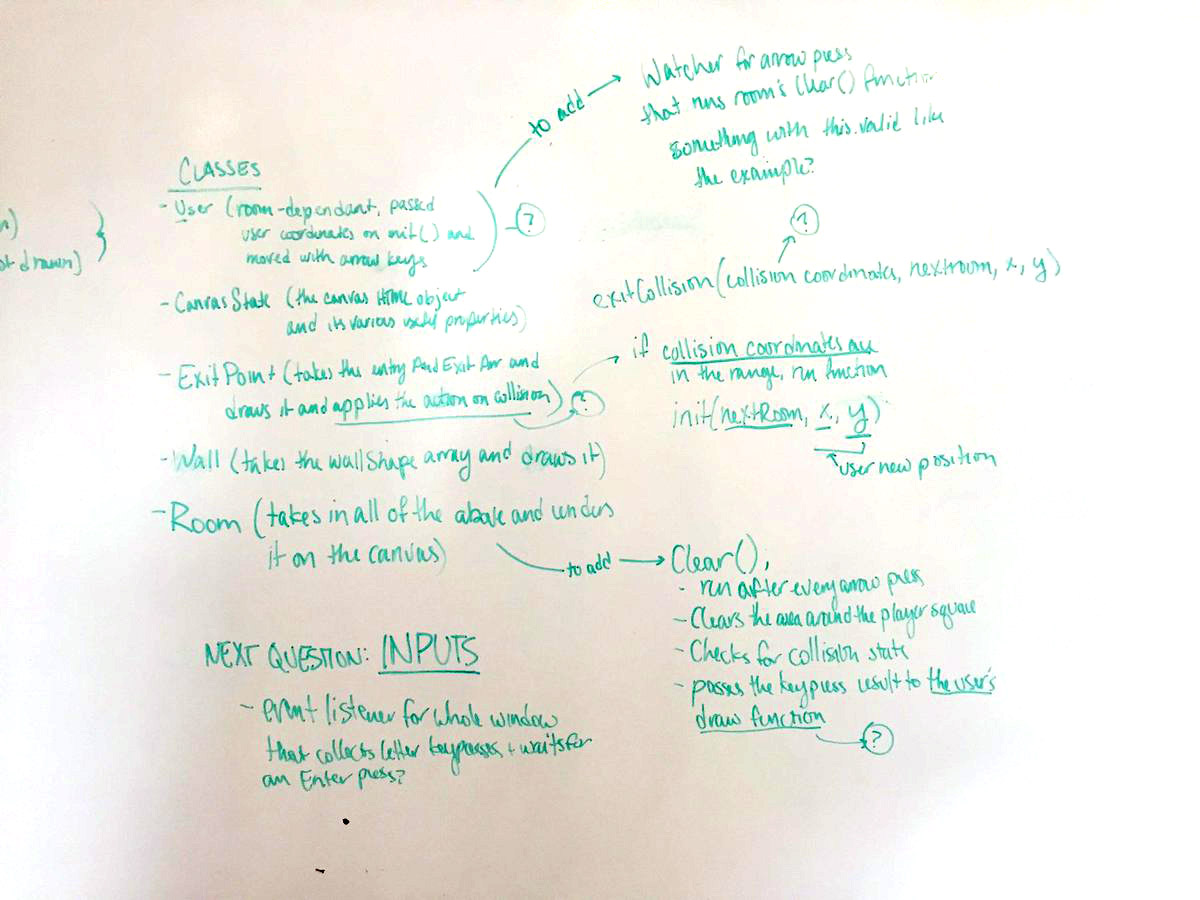 Watcher for arrow press
that runs room's Clear() function
something with this.valid like
the example?
to add
CLASSES
- User (room-dependant, passed
user coordinates on init() and
moved with arrow keys
- ?
- CanvasState (the canvas HTML object
and its various useful properties)
- ExitPoint (takes the entry And Exit Arr and
draws it and applies the action on collision)
?
- Wall (takes the wallShape array and draws it)
- Room (takes in all of the above and renders
it on the canvas)
n)
ot drawn)
?
exitCollision(collision coordinates, nextroom, x, y)
if collision coordinates are
in the range, run function
init(nextRoom, x, y)
user new position
to add
Clear(),
- run after every arrow press
- Clears the area around the player square
- Checks for collision state
- passes the keypress result to the user's
draw function
?
NEXT QUESTION: INPUTS
- event listener for whole window
that collects letter keypresses + waits for
an Enter press?